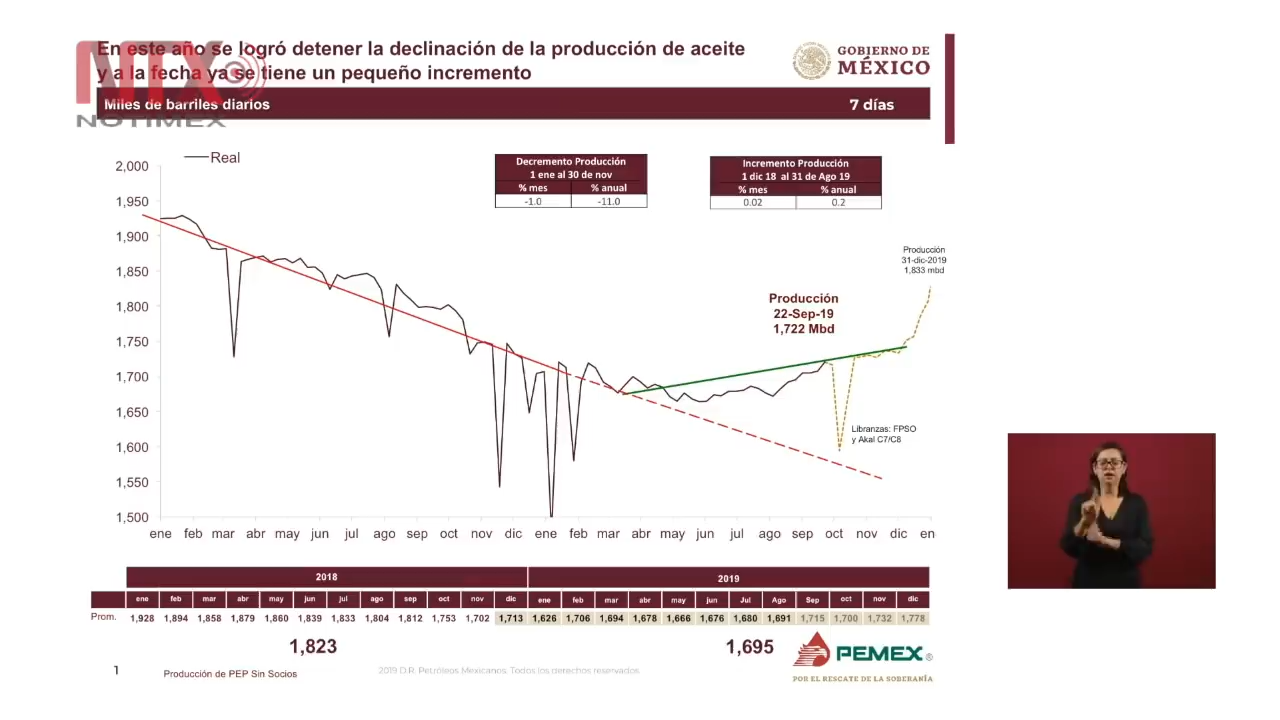 En este año se logró detener la declinación de la producción de aceite
y a la fecha ya se tiene un pequeño incremento
NTX
NOTIMEX
GOBIERNO DE
MÉXICO
Miles de barriles diarios 7 días
Real
Decremento Producción
1 ene al 30 de nov
% mes % anual
-1.0 -11.0
Incremento Producción
1 dic 18 al 31 de Ago 19
% mes % anual
0.02 0.2
2,000
1,950
1,900
1,850
1,800
1,750
1,700
1,650
1,600
1,550
1,500
Producción
31-dic-2019
1,833 mbd
Producción
22-Sep-19
1,722 Mbd
Libranzas: FPSO
y Akal C7/C8
ene feb mar abr may jun jul ago sep oct nov dic ene feb mar abr may jun jul ago sep oct nov dic en
2018 2019
ene feb mar abr may jun jul ago sep oct nov dic ene feb mar abr may jun Jul Ago Sep oct nov dic
Prom. 1,928 1,894 1,858 1,879 1,860 1,839 1,833 1,804 1,812 1,753 1,702 1,713 1,626 1,706 1,694 1,678 1,666 1,676 1,680 1,691 1,715 1,700 1,732 1,778
1,823 1,695
PEMEX®
POR EL RESCATE DE LA SOBERANÍA
1 Producción de PEP Sin Socios
2019 D.R. Petróleos Mexicanos. Todos los derechos reservados.